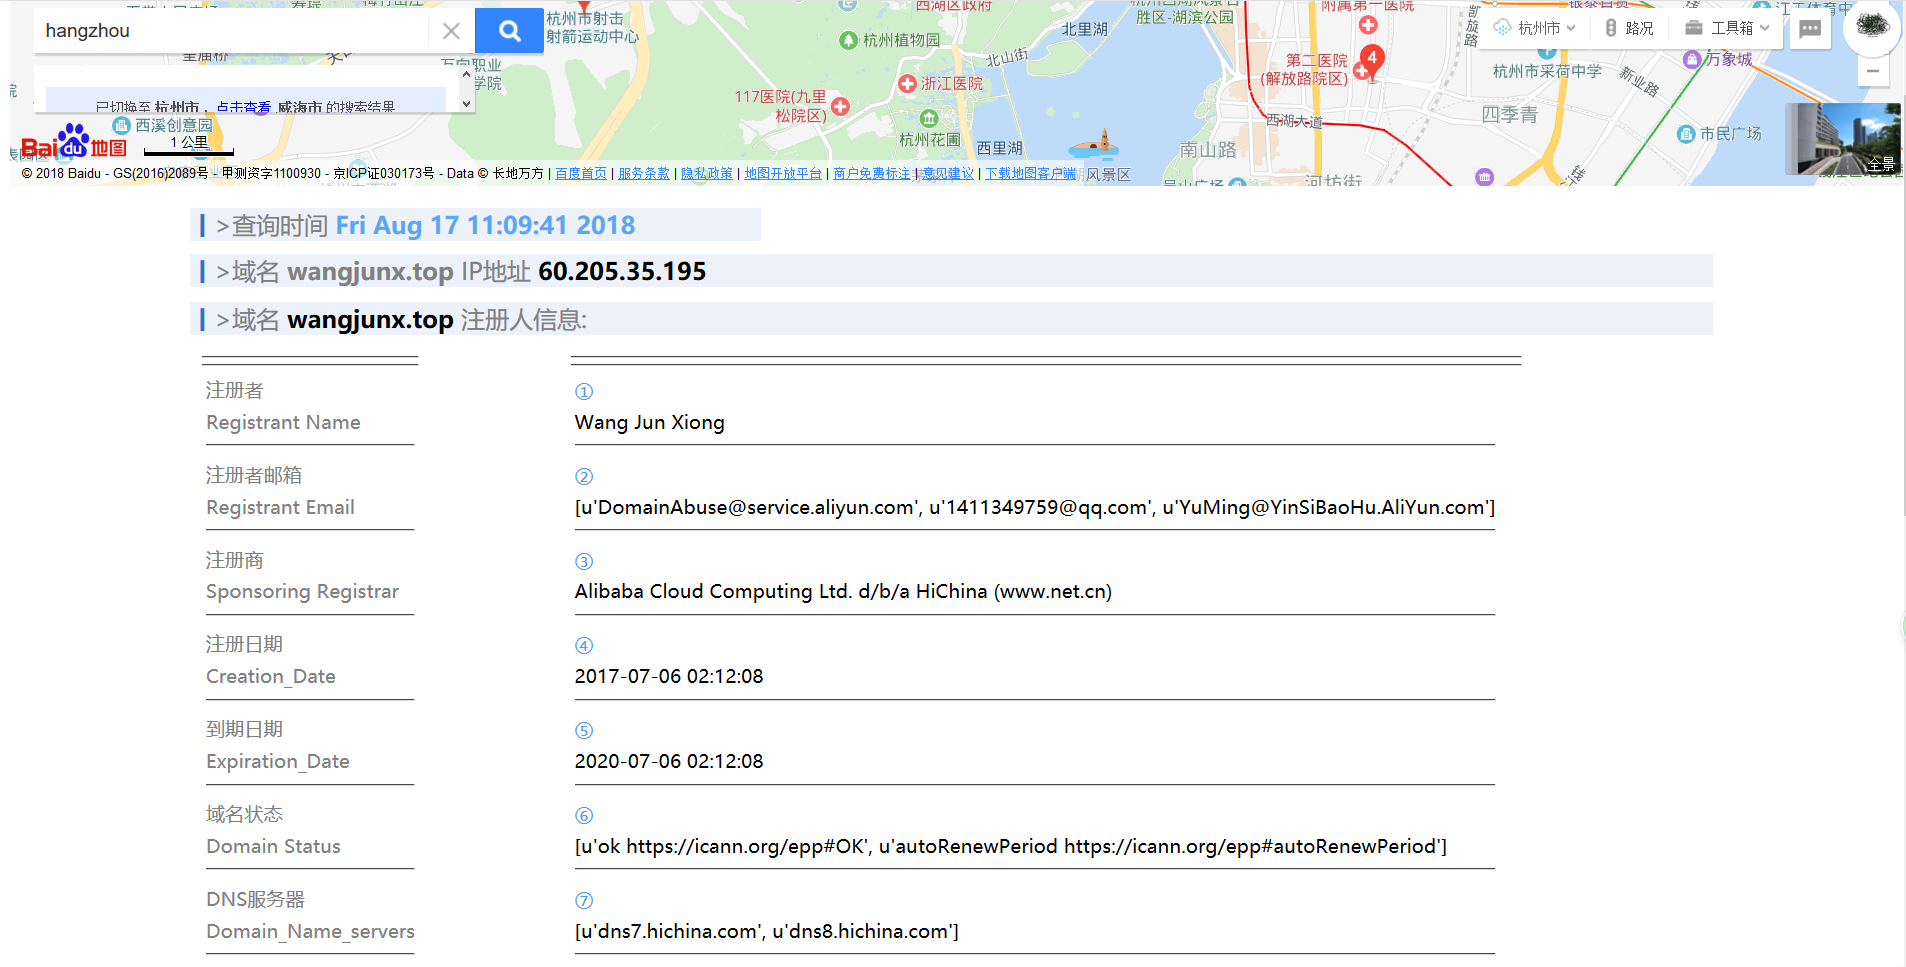 hangzhou
杭州市射击
射箭运动中心
杭州植物园
浙江医院
117医院(九里
松院区)
杭州花圃
北山街
北里湖
西里湖
胜区-湖滨公园
附属第一医院
第二医院
(解放路院区)
4
西湖大道
南山路
河坊街
杭州市
路况
工具箱
杭州市采荷中学
新业路
万象城
四季青
市民广场
全景
已切换至 杭州市，点击查看 威海市 的搜索结果
西溪创意园
Bai du 地图
1 公里
© 2018 Baidu - GS(2016)2089号 - 甲测资字1100930 - 京ICP证030173号 - Data © 长地万方 | 百度首页 | 服务条款 | 隐私政策 | 地图开放平台 | 商户免费标注 | 意见建议 | 下载地图客户端
风景区
>查询时间 Fri Aug 17 11:09:41 2018
>域名 wangjunx.top IP地址 60.205.35.195
>域名 wangjunx.top 注册人信息:
注册者 ①
Registrant Name Wang Jun Xiong
注册者邮箱 ②
Registrant Email [u'DomainAbuse@service.aliyun.com', u'1411349759@qq.com', u'YuMing@YinSiBaoHu.AliYun.com']
注册商 ③
Sponsoring Registrar Alibaba Cloud Computing Ltd. d/b/a HiChina (www.net.cn)
注册日期 ④
Creation_Date 2017-07-06 02:12:08
到期日期 ⑤
Expiration_Date 2020-07-06 02:12:08
域名状态 ⑥
Domain Status [u'ok https://icann.org/epp#OK', u'autoRenewPeriod https://icann.org/epp#autoRenewPeriod']
DNS服务器 ⑦
Domain_Name_servers [u'dns7.hichina.com', u'dns8.hichina.com']